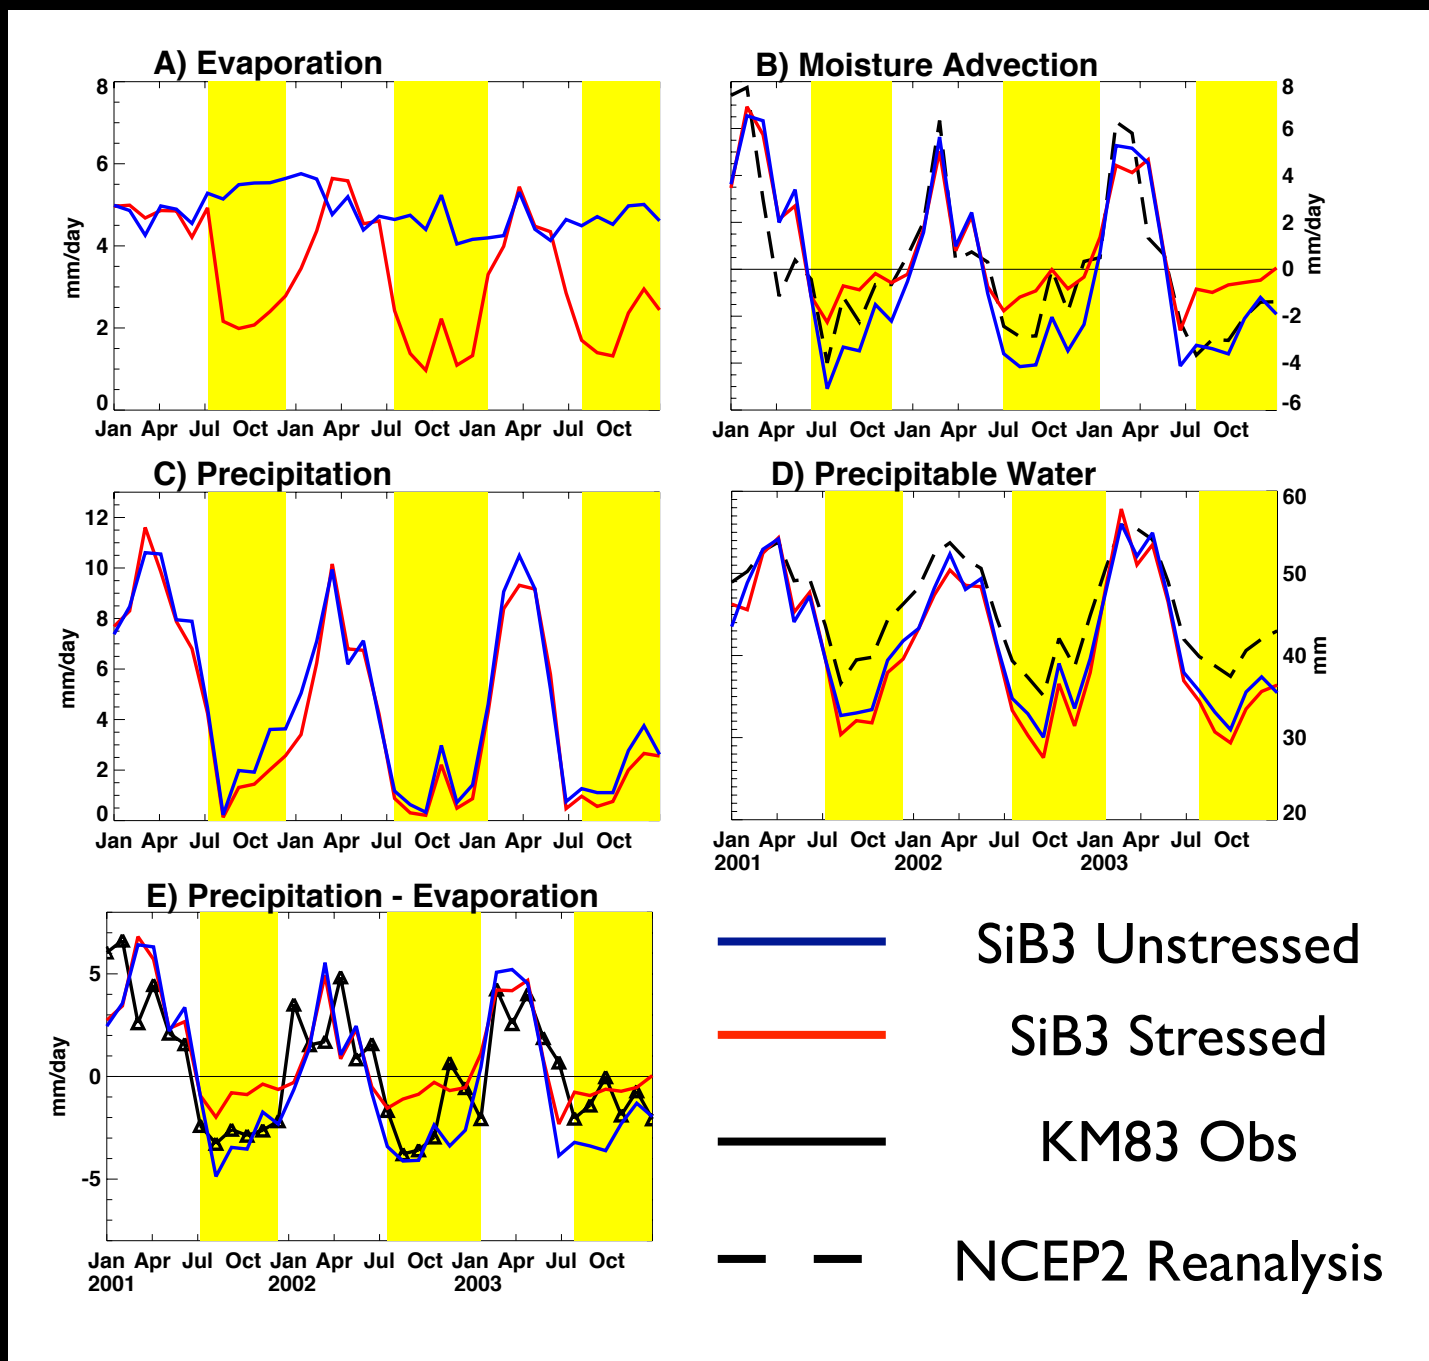 A) Evaporation
8
6
4
2
0
mm/day
Jan Apr Jul Oct Jan Apr Jul Oct Jan Apr Jul Oct
B) Moisture Advection
8
6
4
2
0
-2
-4
-6
mm/day
Jan Apr Jul Oct Jan Apr Jul Oct Jan Apr Jul Oct
C) Precipitation
12
10
8
6
4
2
0
mm/day
Jan Apr Jul Oct Jan Apr Jul Oct Jan Apr Jul Oct
D) Precipitable Water
60
50
40
30
20
mm
Jan Apr Jul Oct Jan Apr Jul Oct Jan Apr Jul Oct
2001 2002 2003
E) Precipitation - Evaporation
5
0
-5
mm/day
Jan Apr Jul Oct Jan Apr Jul Oct Jan Apr Jul Oct
2001 2002 2003
SiB3 Unstressed
SiB3 Stressed
KM83 Obs
NCEP2 Reanalysis